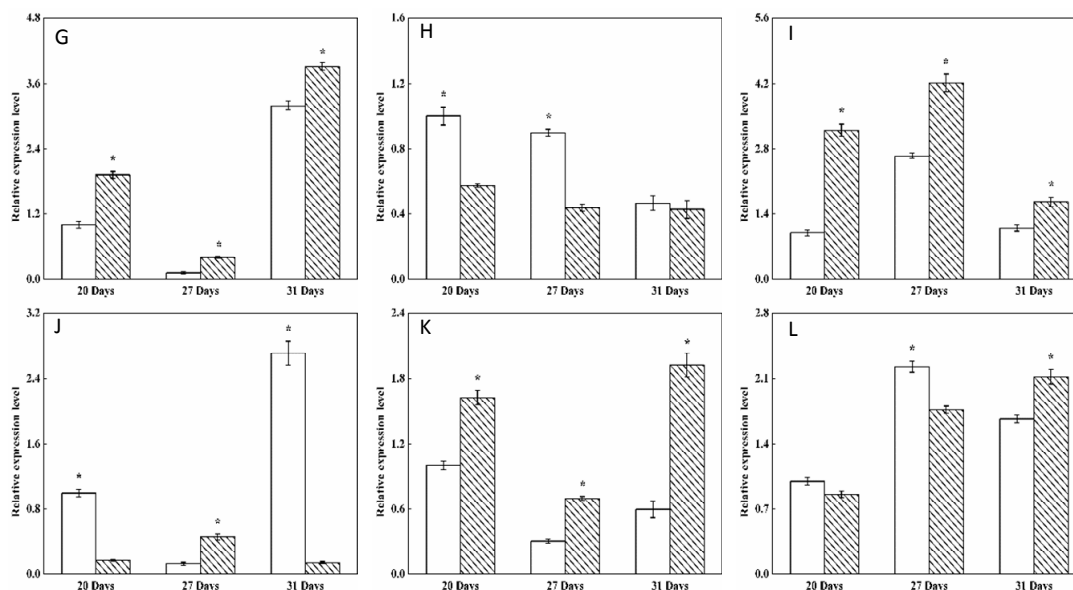 G
H
I
Relative expression level
4.8
3.6
2.4
1.2
0.0
*
*
*
20 Days
27 Days
31 Days
Relative expression level
1.6
1.2
0.8
0.4
0.0
*
*
20 Days
27 Days
31 Days
Relative expression level
5.6
4.2
2.8
1.4
0.0
*
*
*
20 Days
27 Days
31 Days
J
K
L
Relative expression level
3.2
2.4
1.6
0.8
0.0
*
*
*
20 Days
27 Days
31 Days
Relative expression level
2.4
1.8
1.2
0.6
0.0
*
*
*
20 Days
27 Days
31 Days
Relative expression level
2.8
2.1
1.4
0.7
0.0
*
*
20 Days
27 Days
31 Days